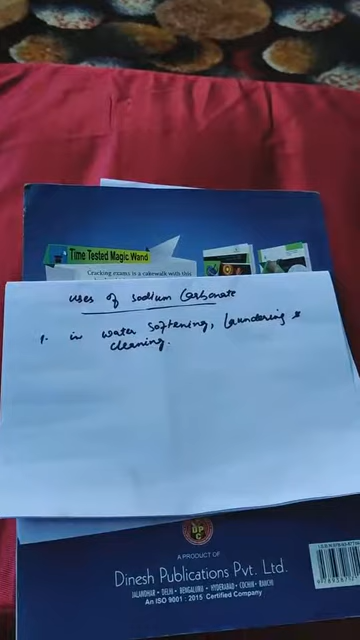 Time Tested Magic Wand
Cracking exams is a cakewalk with this
uses of sodium Carbonate
1. in water softening, laundering &
cleaning.
A PRODUCT OF
Dinesh Publications Pvt. Ltd.
JALANDHAR • DELHI • BENGALURU • HYDERABAD • COCHIN • RANCHI
An ISO 9001 : 2015 Certified Company